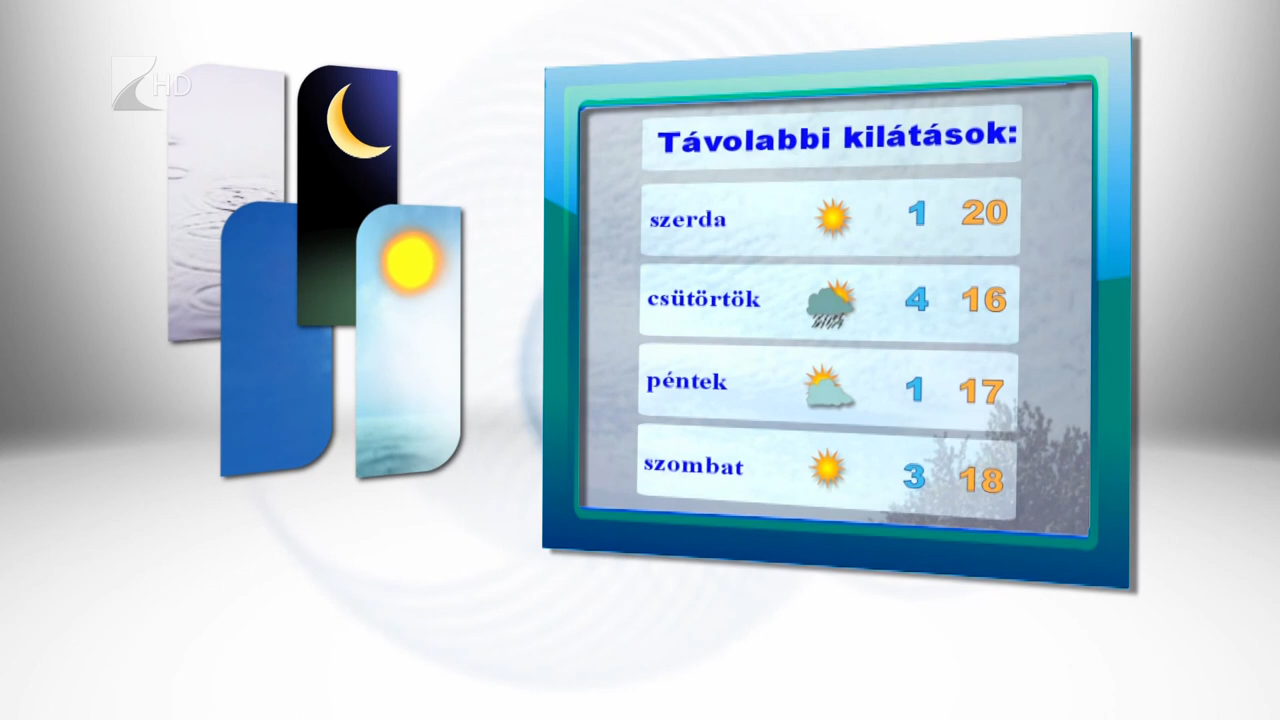 HD
Távolabbi kilátások:
szerda 1 20
csütörtök 4 16
péntek 1 17
szombat 3 18